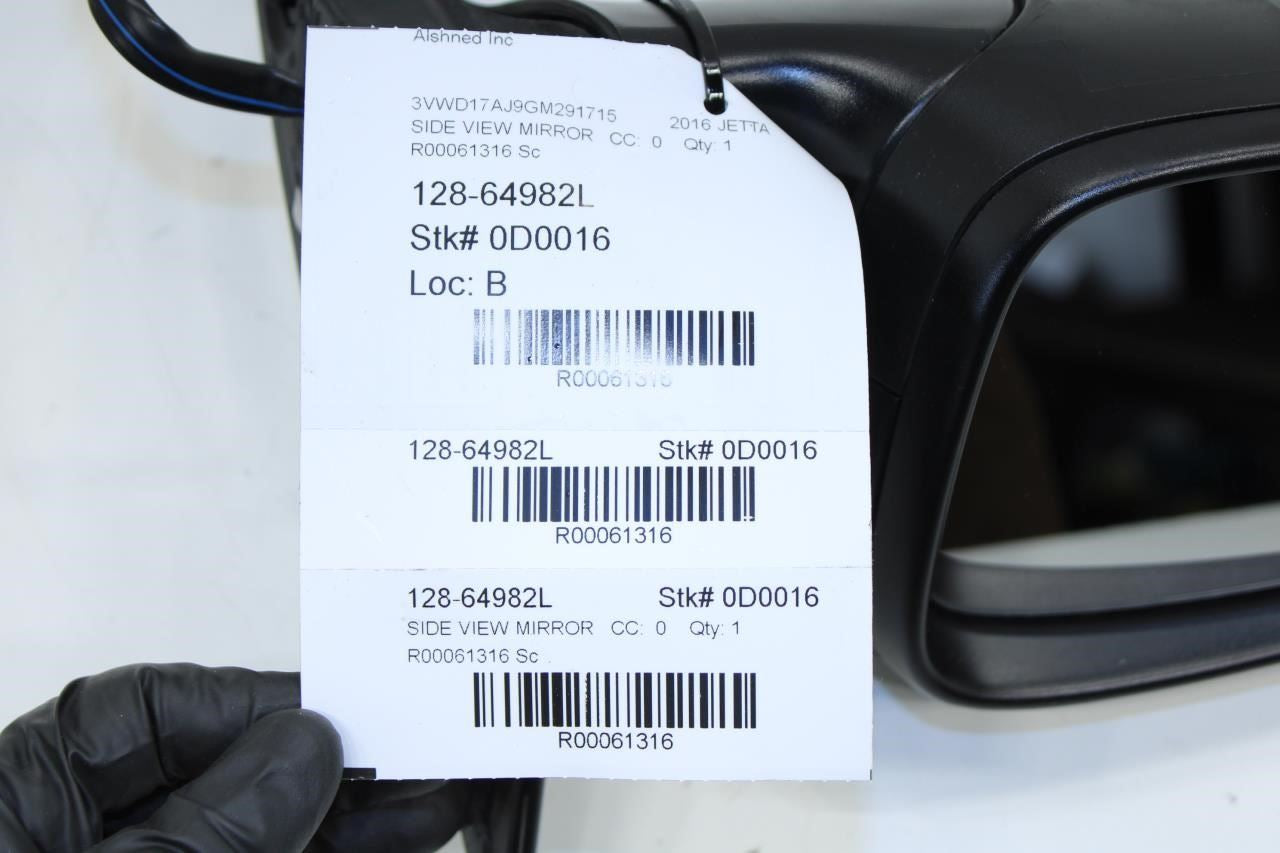 Alshned Inc
3VWD17AJ9GM291715 2016 JETTA
SIDE VIEW MIRROR CC: 0 Qty: 1
R00061316 Sc
128-64982L
Stk# 0D0016
Loc: B
R00061316
128-64982L Stk# 0D0016
R00061316
128-64982L Stk# 0D0016
SIDE VIEW MIRROR CC: 0 Qty: 1
R00061316 Sc .
R00061316